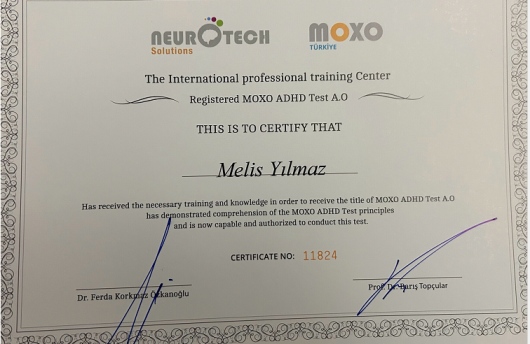 NEUROTECH
Solutions
MOXO
TÜRKİYE
The International professional training Center
Registered MOXO ADHD Test A.O
THIS IS TO CERTIFY THAT
Melis Yılmaz
Has received the necessary training and knowledge in order to receive the title of MOXO ADHD Test A.O
has demonstrated comprehension of the MOXO ADHD Test principles
and is now capable and authorized to conduct this test.
CERTIFICATE NO: 11824
Dr. Ferda Korkmaz Özkanoğlu
Prof. Dr. Barış Topçular